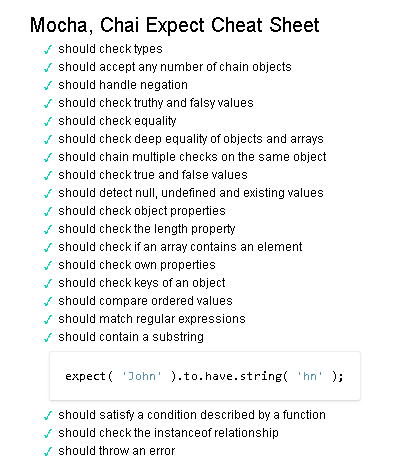 Mocha, Chai Expect Cheat Sheet
✓ should check types
✓ should accept any number of chain objects
✓ should handle negation
✓ should check truthy and falsy values
✓ should check equality
✓ should check deep equality of objects and arrays
✓ should chain multiple checks on the same object
✓ should check true and false values
✓ should detect null, undefined and existing values
✓ should check object properties
✓ should check the length property
✓ should check if an array contains an element
✓ should check own properties
✓ should check keys of an object
✓ should compare ordered values
✓ should match regular expressions
✓ should contain a substring
expect( 'John' ).to.have.string( 'hn' );
✓ should satisfy a condition described by a function
✓ should check the instanceof relationship
✓ should throw an error